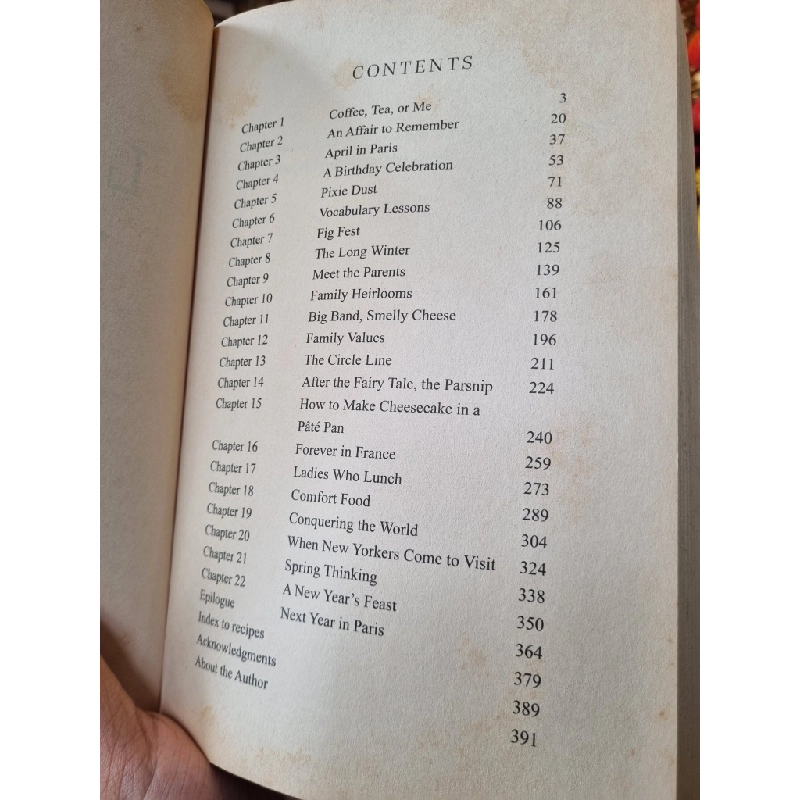 CONTENTS
Chapter 1 Coffee, Tea, or Me 3
Chapter 2 An Affair to Remember 20
Chapter 3 April in Paris 37
Chapter 4 A Birthday Celebration 53
Chapter 5 Pixie Dust 71
Chapter 6 Vocabulary Lessons 88
Chapter 7 Fig Fest 106
Chapter 8 The Long Winter 125
Chapter 9 Meet the Parents 139
Chapter 10 Family Heirlooms 161
Chapter 11 Big Band, Smelly Cheese 178
Chapter 12 Family Values 196
Chapter 13 The Circle Line 211
Chapter 14 After the Fairy Tale, the Parsnip 224
Chapter 15 How to Make Cheesecake in a
Pâté Pan 240
Chapter 16 Forever in France 259
Chapter 17 Ladies Who Lunch 273
Chapter 18 Comfort Food 289
Chapter 19 Conquering the World 304
Chapter 20 When New Yorkers Come to Visit 324
Chapter 21 Spring Thinking 338
Chapter 22 A New Year's Feast 350
Epilogue Next Year in Paris 364
Index to recipes 379
Acknowledgments 389
About the Author 391